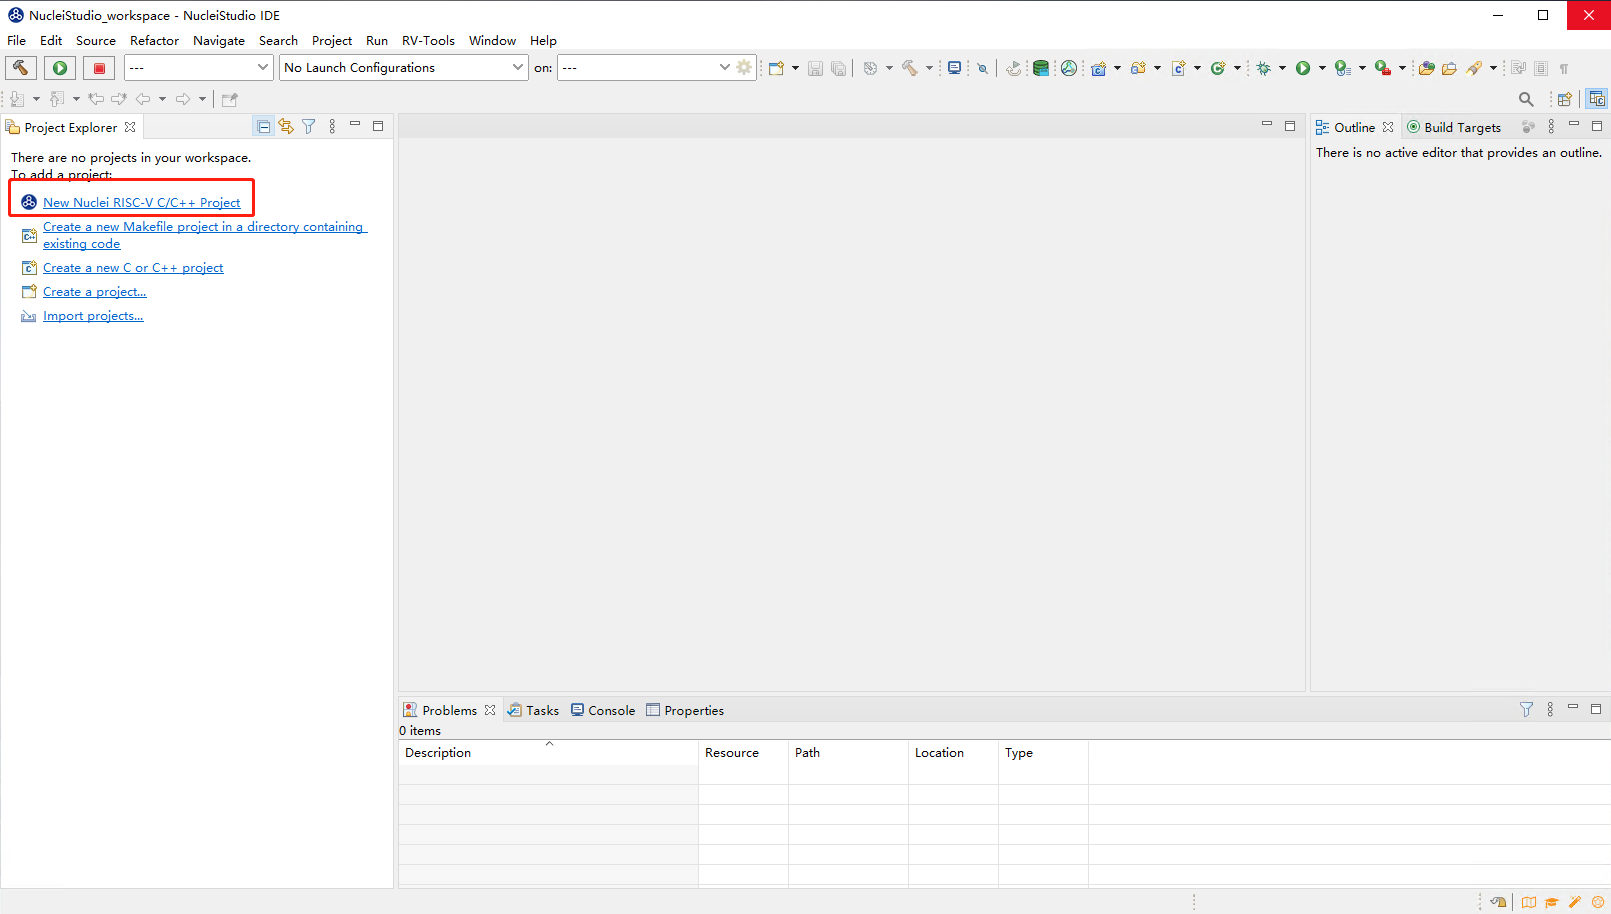 NucleiStudio_workspace - NucleiStudio IDE
File Edit Source Refactor Navigate Search Project Run RV-Tools Window Help
--- No Launch Configurations on: ---
Project Explorer
There are no projects in your workspace.
To add a project:
New Nuclei RISC-V C/C++ Project
Create a new Makefile project in a directory containing
existing code
Create a new C or C++ project
Create a project...
Import projects...
Outline Build Targets
There is no active editor that provides an outline.
Problems Tasks Console Properties
0 items
Description Resource Path Location Type